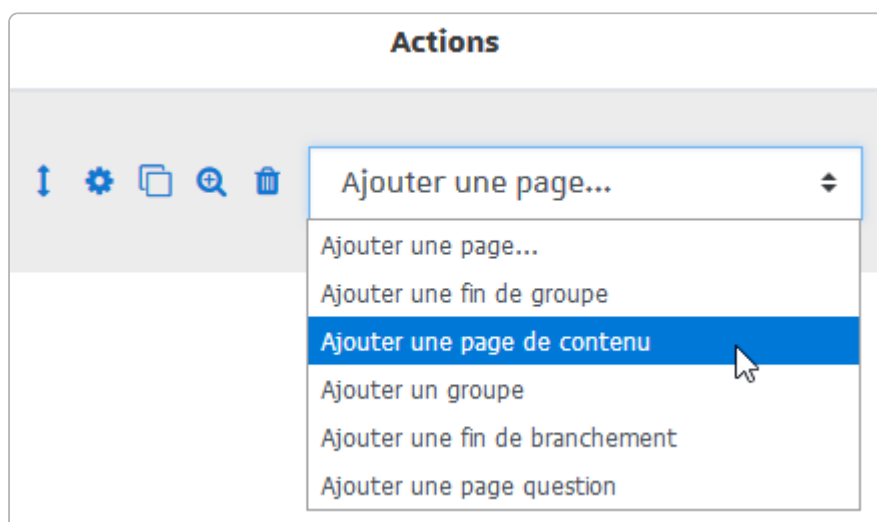 Actions
Ajouter une page...
Ajouter une page...
Ajouter une fin de groupe
Ajouter une page de contenu
Ajouter un groupe
Ajouter une fin de branchement
Ajouter une page question